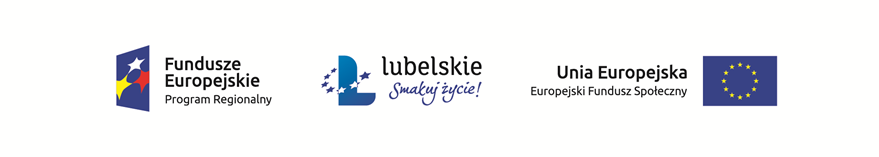 Fundusze
Europejskie
Program Regionalny
lubelskie
Smakuj życie!
Unia Europejska
Europejski Fundusz Społeczny